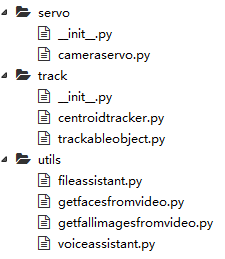 servo
__init__.py
cameraservo.py
track
__init__.py
centroidtracker.py
trackableobject.py
utils
fileassistant.py
getfacesfromvideo.py
getfallimagesfromvideo.py
voiceassistant.py